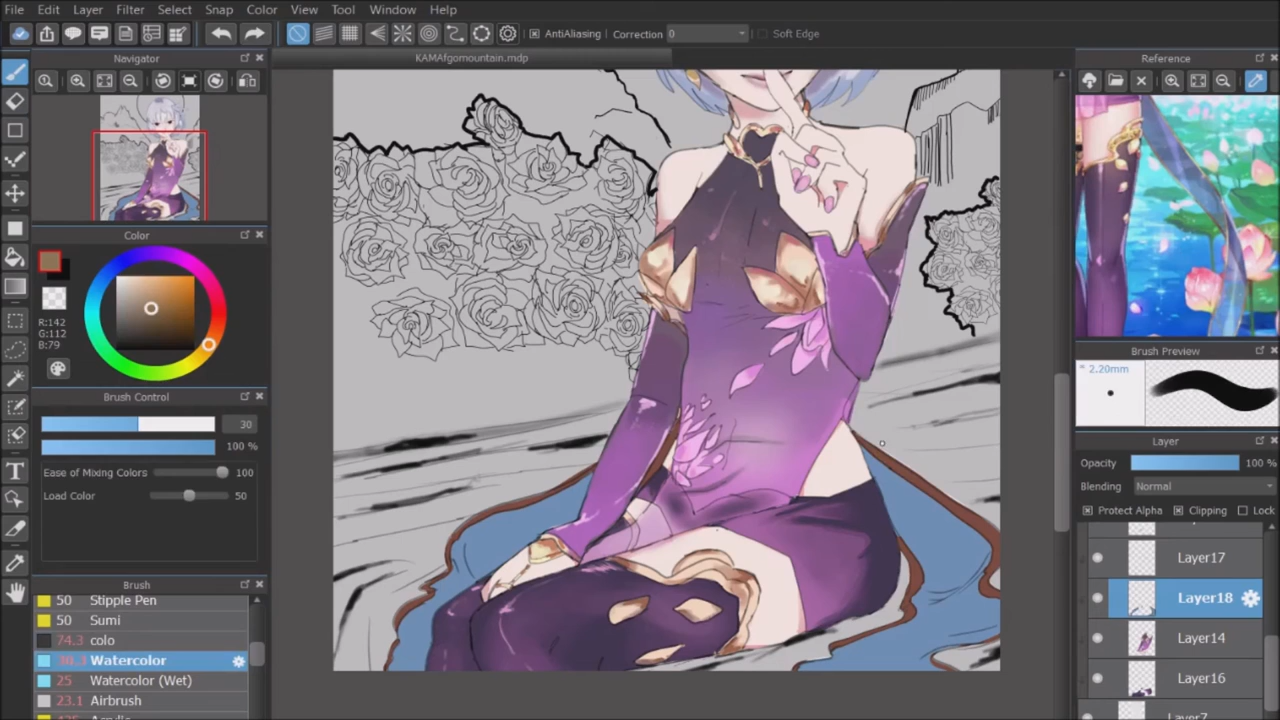 File Edit Layer Filter Select Snap Color View Tool Window Help
AntiAliasing Correction 0 Soft Edge
Navigator
KAMAfgomountain.mdp
Reference
Color
R:142
G:112
B:79
Brush Control
30
100 %
Ease of Mixing Colors 100
Load Color 50
Brush
50 Stipple Pen
50 Sumi
74.3 colo
Watercolor
25 Watercolor (Wet)
23.1 Airbrush
Brush Preview
2.20mm
Layer
Opacity 100 %
Blending Normal
Protect Alpha Clipping Lock
Layer17
Layer18
Layer14
Layer16
Layer7